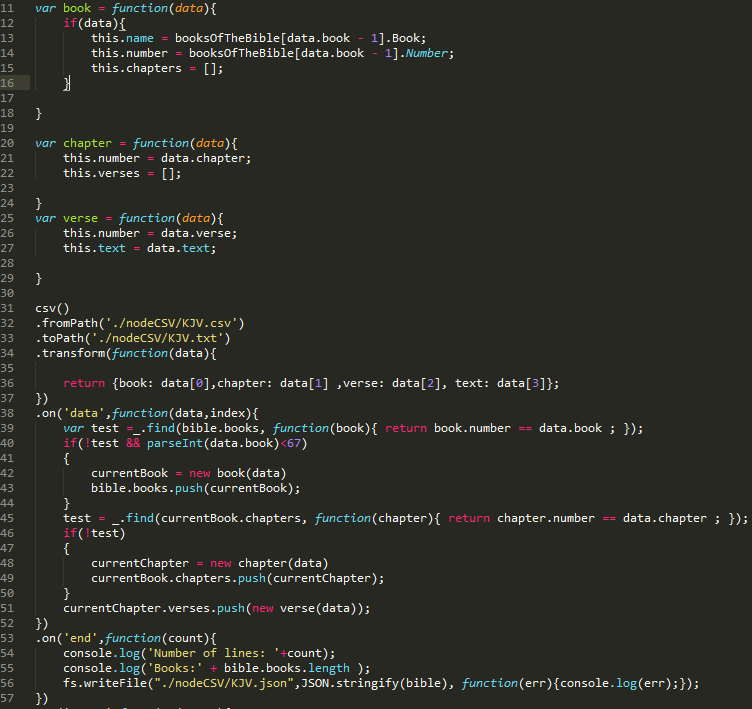 11 var book = function(data){
12     if(data){
13         this.name = booksOfTheBible[data.book - 1].Book;
14         this.number = booksOfTheBible[data.book - 1].Number;
15         this.chapters = [];
16     }
17
18 }
19
20 var chapter = function(data){
21     this.number = data.chapter;
22     this.verses = [];
23
24 }
25 var verse = function(data){
26     this.number = data.verse;
27     this.text = data.text;
28
29 }
30
31 csv()
32 .fromPath('./nodeCSV/KJV.csv')
33 .toPath('./nodeCSV/KJV.txt')
34 .transform(function(data){
35
36     return {book: data[0],chapter: data[1] ,verse: data[2], text: data[3]};
37 })
38 .on('data',function(data,index){
39     var test =_.find(bible.books, function(book){ return book.number == data.book ; });
40     if(!test && parseInt(data.book)<67)
41     {
42         currentBook = new book(data)
43         bible.books.push(currentBook);
44     }
45     test = _.find(currentBook.chapters, function(chapter){ return chapter.number == data.chapter ; });
46     if(!test)
47     {
48         currentChapter = new chapter(data)
49         currentBook.chapters.push(currentChapter);
50     }
51     currentChapter.verses.push(new verse(data));
52 })
53 .on('end',function(count){
54     console.log('Number of lines: '+count);
55     console.log('Books:' + bible.books.length );
56     fs.writeFile("./nodeCSV/KJV.json",JSON.stringify(bible), function(err){console.log(err);});
57 })